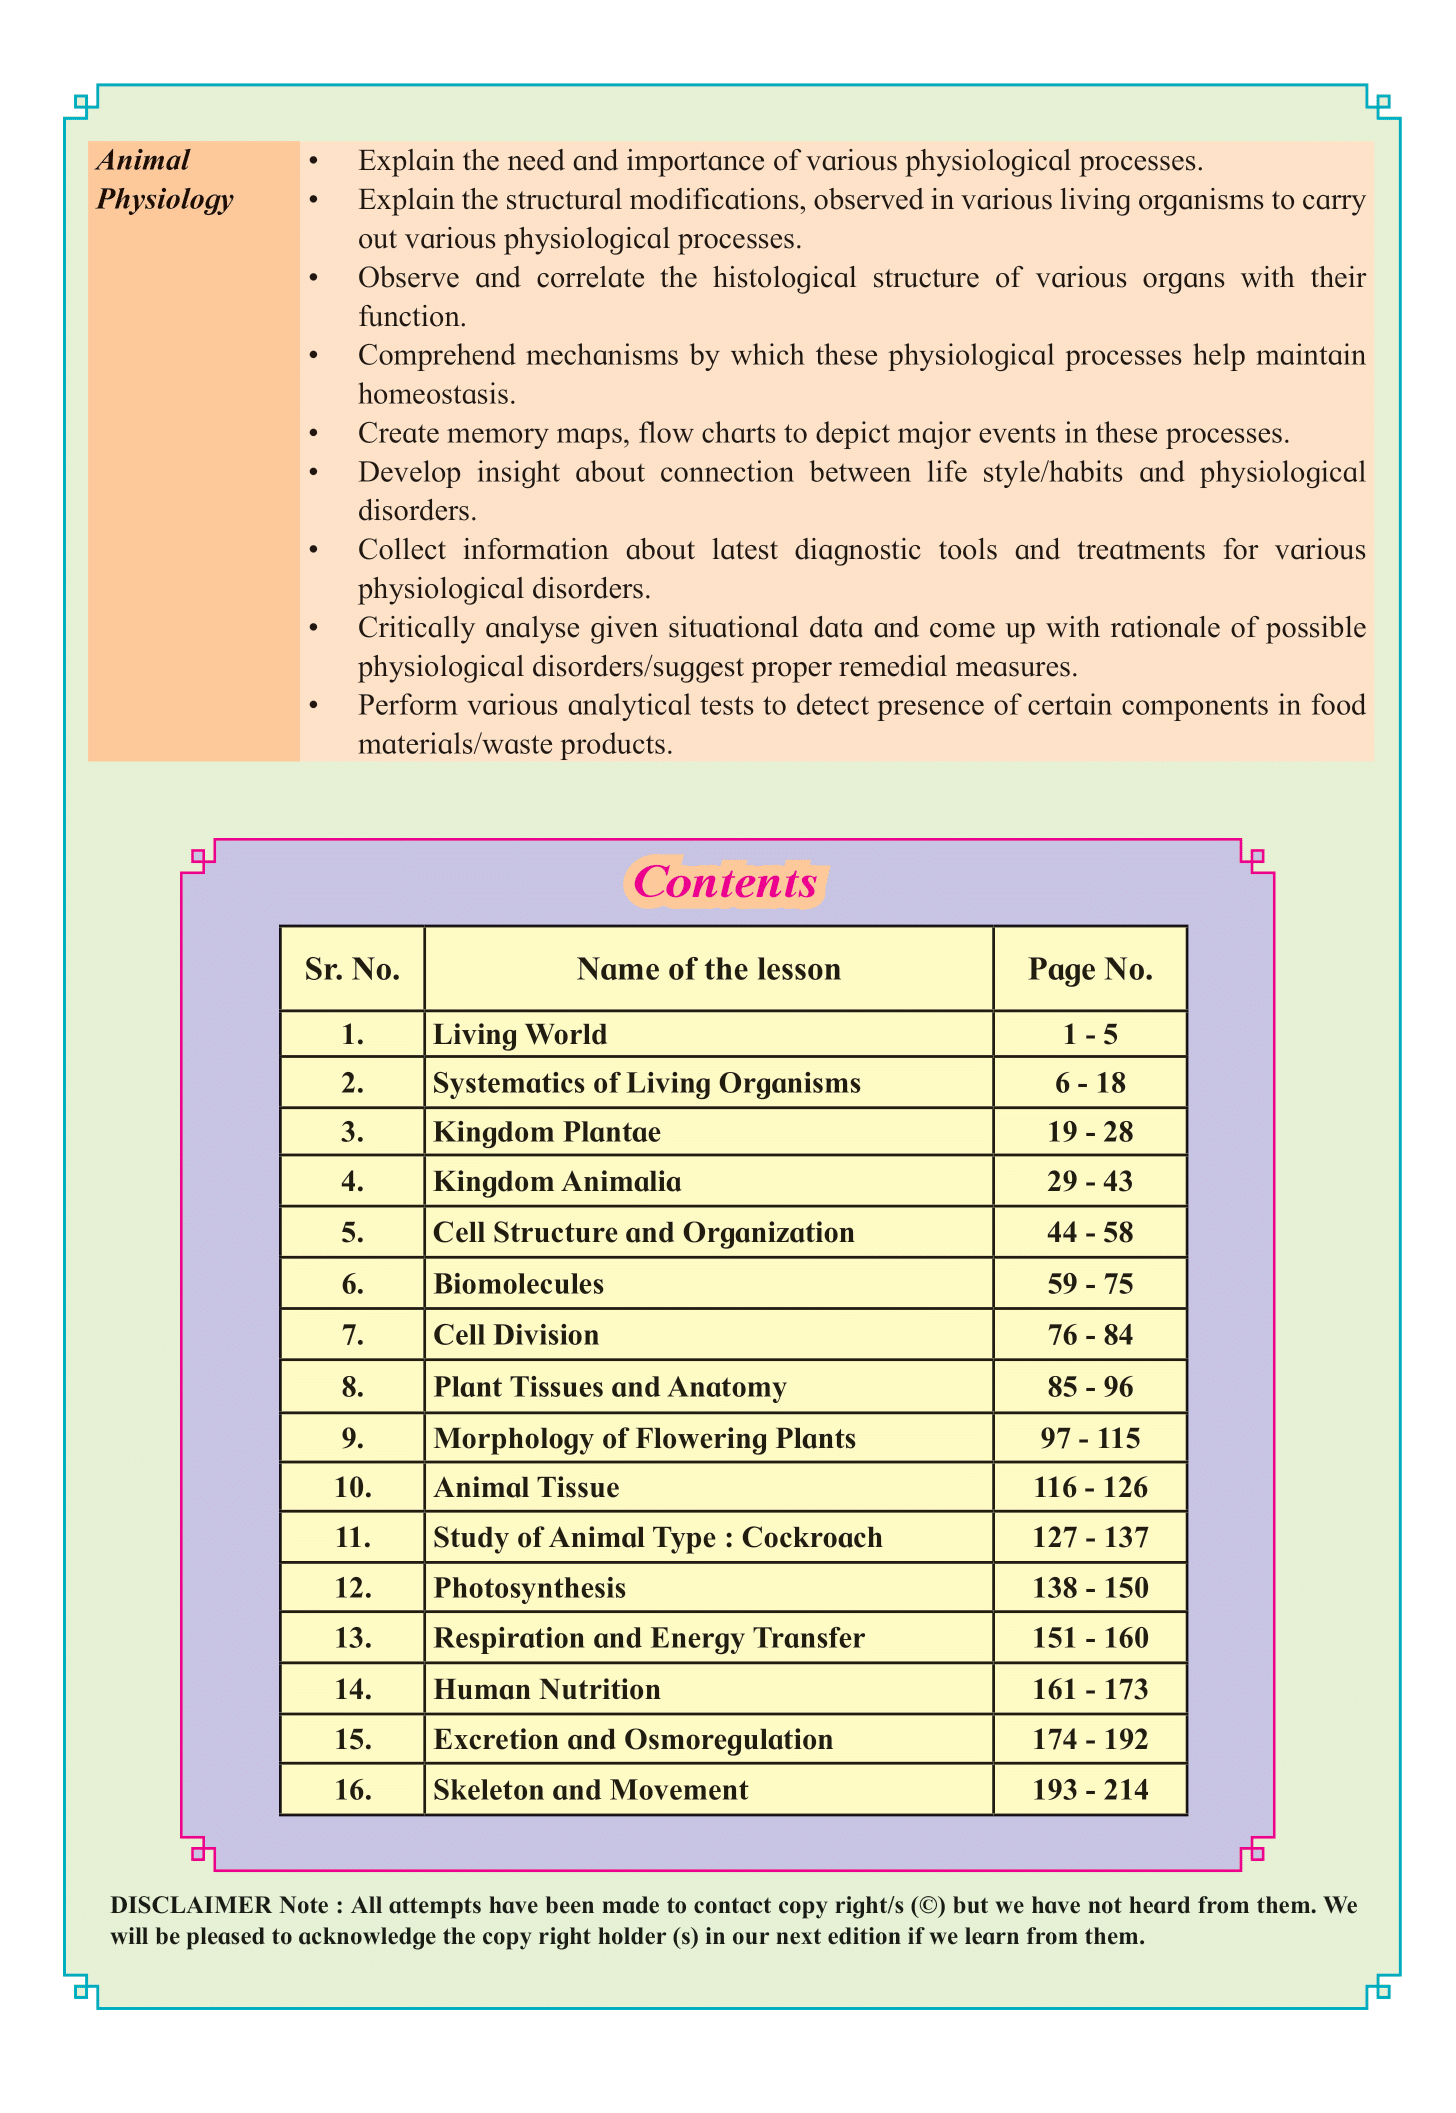 Animal
Physiology
• Explain the need and importance of various physiological processes.
• Explain the structural modifications, observed in various living organisms to carry
out various physiological processes.
• Observe and correlate the histological structure of various organs with their
function.
• Comprehend mechanisms by which these physiological processes help maintain
homeostasis.
• Create memory maps, flow charts to depict major events in these processes.
• Develop insight about connection between life style/habits and physiological
disorders.
• Collect information about latest diagnostic tools and treatments for various
physiological disorders.
• Critically analyse given situational data and come up with rationale of possible
physiological disorders/suggest proper remedial measures.
• Perform various analytical tests to detect presence of certain components in food
materials/waste products.
Contents
Sr. No. Name of the lesson Page No.
1. Living World 1 - 5
2. Systematics of Living Organisms 6 - 18
3. Kingdom Plantae 19 - 28
4. Kingdom Animalia 29 - 43
5. Cell Structure and Organization 44 - 58
6. Biomolecules 59 - 75
7. Cell Division 76 - 84
8. Plant Tissues and Anatomy 85 - 96
9. Morphology of Flowering Plants 97 - 115
10. Animal Tissue 116 - 126
11. Study of Animal Type : Cockroach 127 - 137
12. Photosynthesis 138 - 150
13. Respiration and Energy Transfer 151 - 160
14. Human Nutrition 161 - 173
15. Excretion and Osmoregulation 174 - 192
16. Skeleton and Movement 193 - 214
DISCLAIMER Note : All attempts have been made to contact copy right/s (©) but we have not heard from them. We
will be pleased to acknowledge the copy right holder (s) in our next edition if we learn from them.